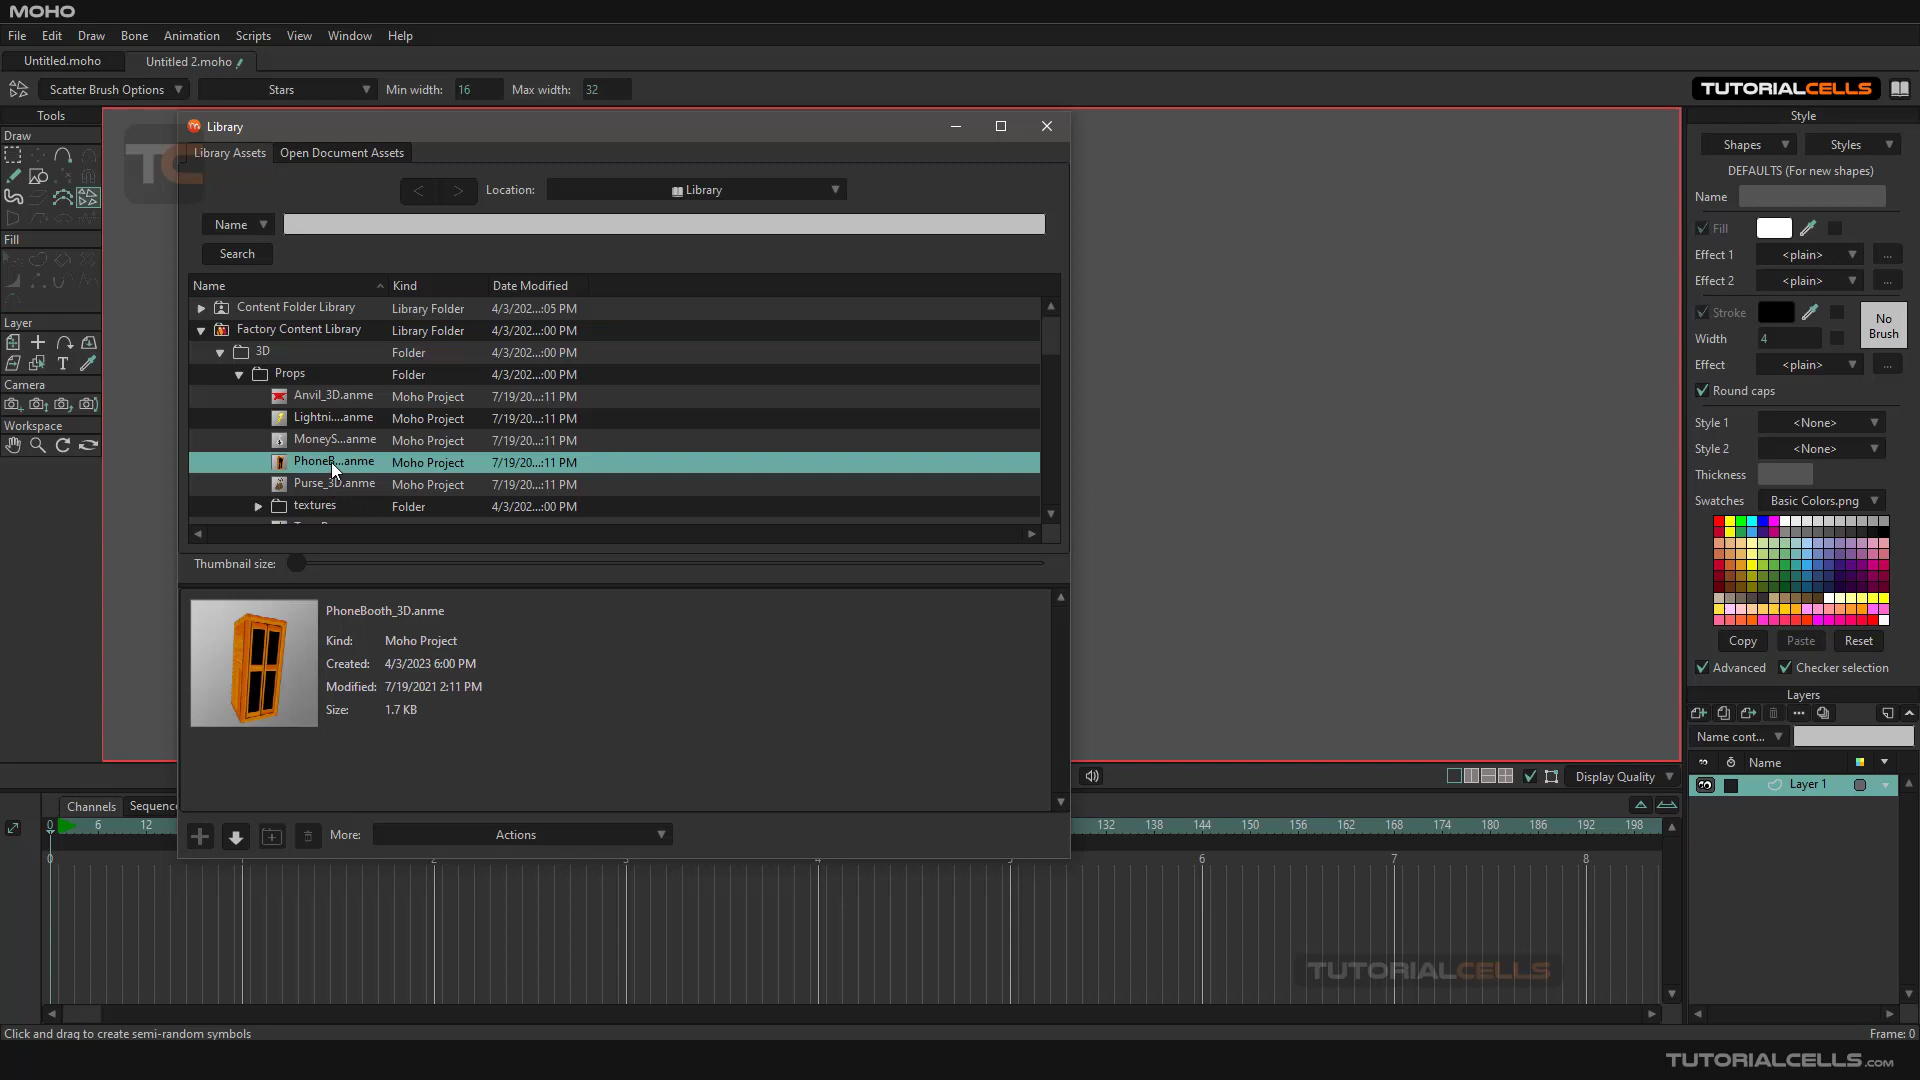 MOHO
File Edit Draw Bone Animation Scripts View Window Help
Untitled.moho Untitled 2.moho
Scatter Brush Options Stars Min width: 16 Max width: 32 TUTORIALCELLS
Tools
Draw
Fill
Layer
T
Camera
Workspace
TC
Library
Library Assets Open Document Assets
< > Location: Library
Name
Search
Name Kind Date Modified
Content Folder Library Library Folder 4/3/202...:05 PM
Factory Content Library Library Folder 4/3/202...:00 PM
3D Folder 4/3/202...:00 PM
Props Folder 4/3/202...:00 PM
Anvil_3D.anme Moho Project 7/19/20...:11 PM
Lightni....anme Moho Project 7/19/20...:11 PM
MoneyS...anme Moho Project 7/19/20...:11 PM
PhoneB...anme Moho Project 7/19/20...:11 PM
Purse_3D.anme Moho Project 7/19/20...:11 PM
textures Folder 4/3/202...:00 PM
Thumbnail size:
PhoneBooth_3D.anme
Kind: Moho Project
Created: 4/3/2023 6:00 PM
Modified: 7/19/2021 2:11 PM
Size: 1.7 KB
More: Actions
Style
Shapes Styles
DEFAULTS (For new shapes)
Name
Fill
Effect 1 <plain> ...
Effect 2 <plain> ...
Stroke No Brush
Width 4
Effect <plain> ...
Round caps
Style 1 <None>
Style 2 <None>
Thickness
Swatches Basic Colors.png
Copy Paste Reset
Advanced Checker selection
Layers
Name cont...
Name
Layer 1
Display Quality
Channels Sequence
0 6 12 132 138 144 150 156 162 168 174 180 186 192 198
0 1 2 3 4 5 6 7 8
TUTORIALCELLS
Click and drag to create semi-random symbols Frame: 0
TUTORIALCELLS.COM